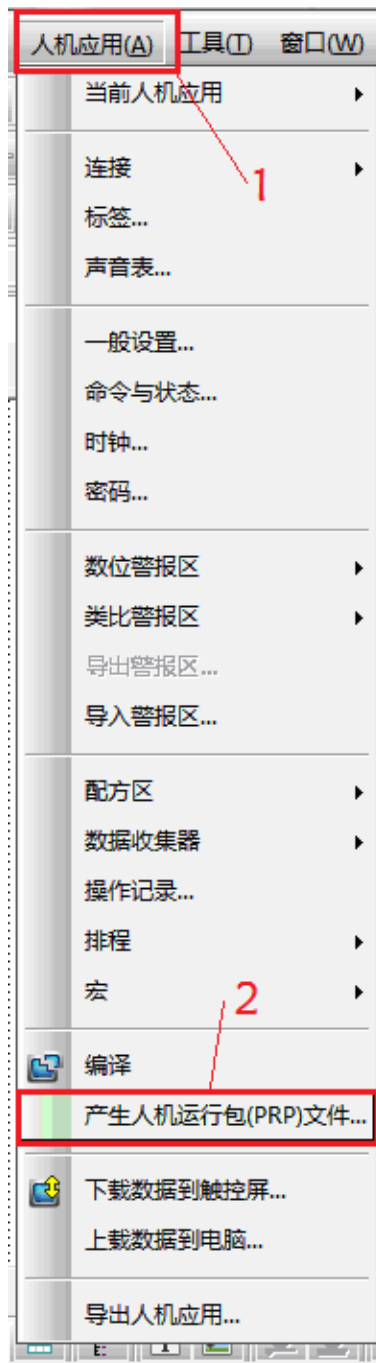 人机应用(A) 工具(T) 窗口(W)
当前人机应用
连接
1
标签...
声音表...
一般设置...
命令与状态...
时钟...
密码...
数位警报区
类比警报区
导出警报区...
导入警报区...
配方区
数据收集器
操作记录...
排程
宏
2
编译
产生人机运行包(PRP)文件...
下载数据到触控屏...
上载数据到电脑...
导出人机应用...